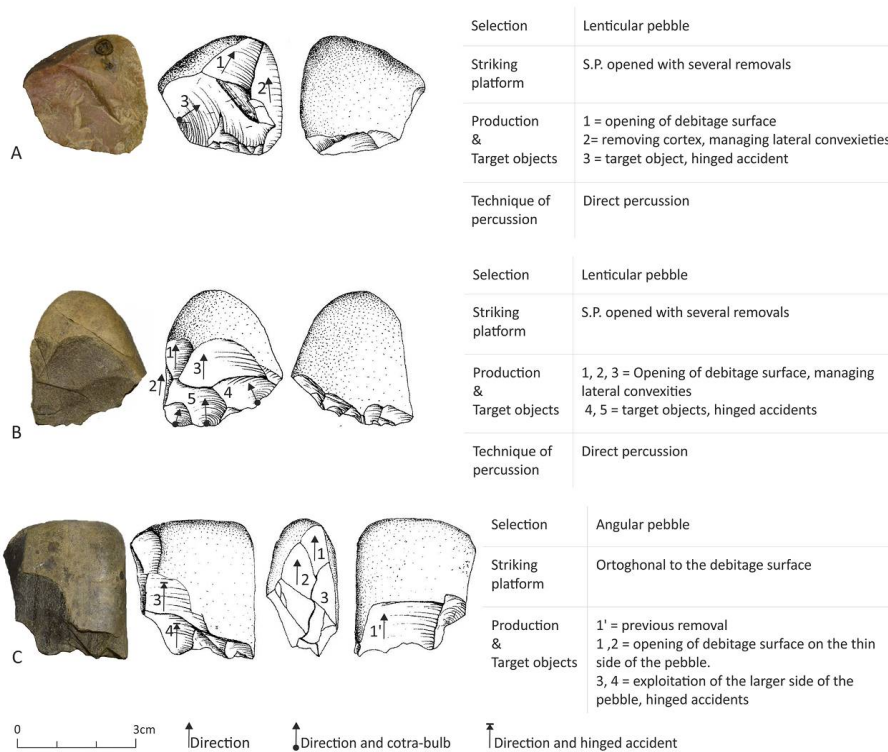 Selection Lenticular pebble
Striking S.P. opened with several removals
platform
Production 1 = opening of debitage surface
& 2= removing cortex, managing lateral convexieties
Target objects 3 = target object, hinged accident
Technique of Direct percussion
percussion
1
2
3
A
Selection Lenticular pebble
Striking S.P. opened with several removals
platform
Production 1, 2, 3 = Opening of debitage surface, managing
& lateral convexities
Target objects 4, 5 = target objects, hinged accidents
Technique of Direct percussion
percussion
1
3
2
5 4
B
Selection Angular pebble
Striking Ortoghonal to the debitage surface
platform
Production 1' = previous removal
& 1 ,2 = opening of debitage surface on the thin
Target objects side of the pebble.
3, 4 = exploitation of the larger side of the
pebble, hinged accidents
1
2
3 3
4 1'
C
0 3cm
Direction Direction and cotra-bulb Direction and hinged accident